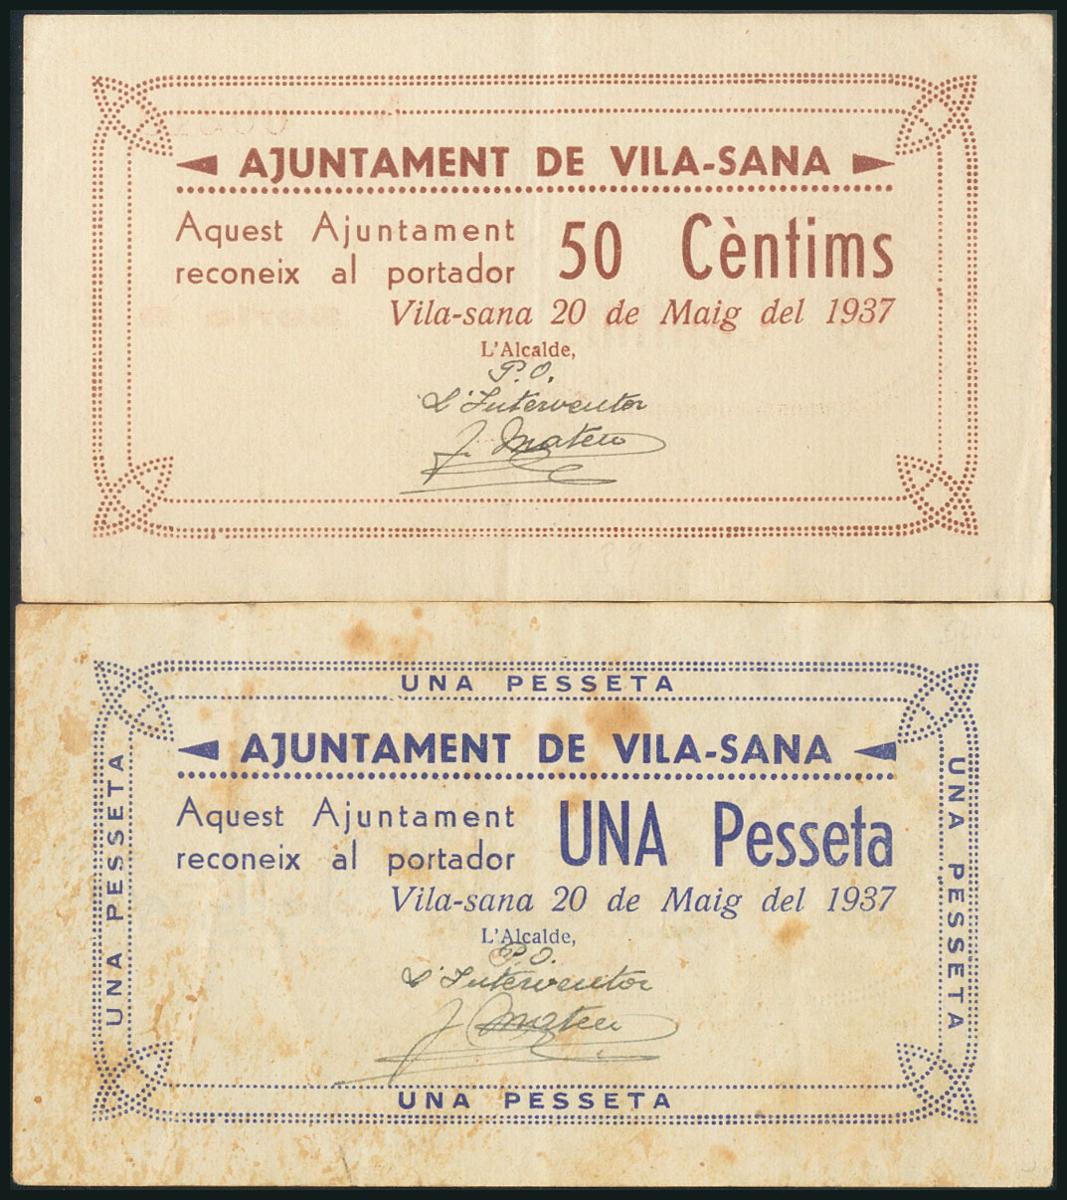 AJUNTAMENT DE VILA-SANA
Aquest Ajuntament
reconeix al portador
50 Cèntims
Vila-sana 20 de Maig del 1937
L'Alcalde,
P.O.
L'Interventor
J. Mateu
UNA PESSETA
AJUNTAMENT DE VILA-SANA
UNA PESSETA
UNA PESSETA
Aquest Ajuntament
reconeix al portador
UNA Pesseta
Vila-sana 20 de Maig del 1937
L'Alcalde,
P.O.
L'Interventor
J. Mateu
UNA PESSETA